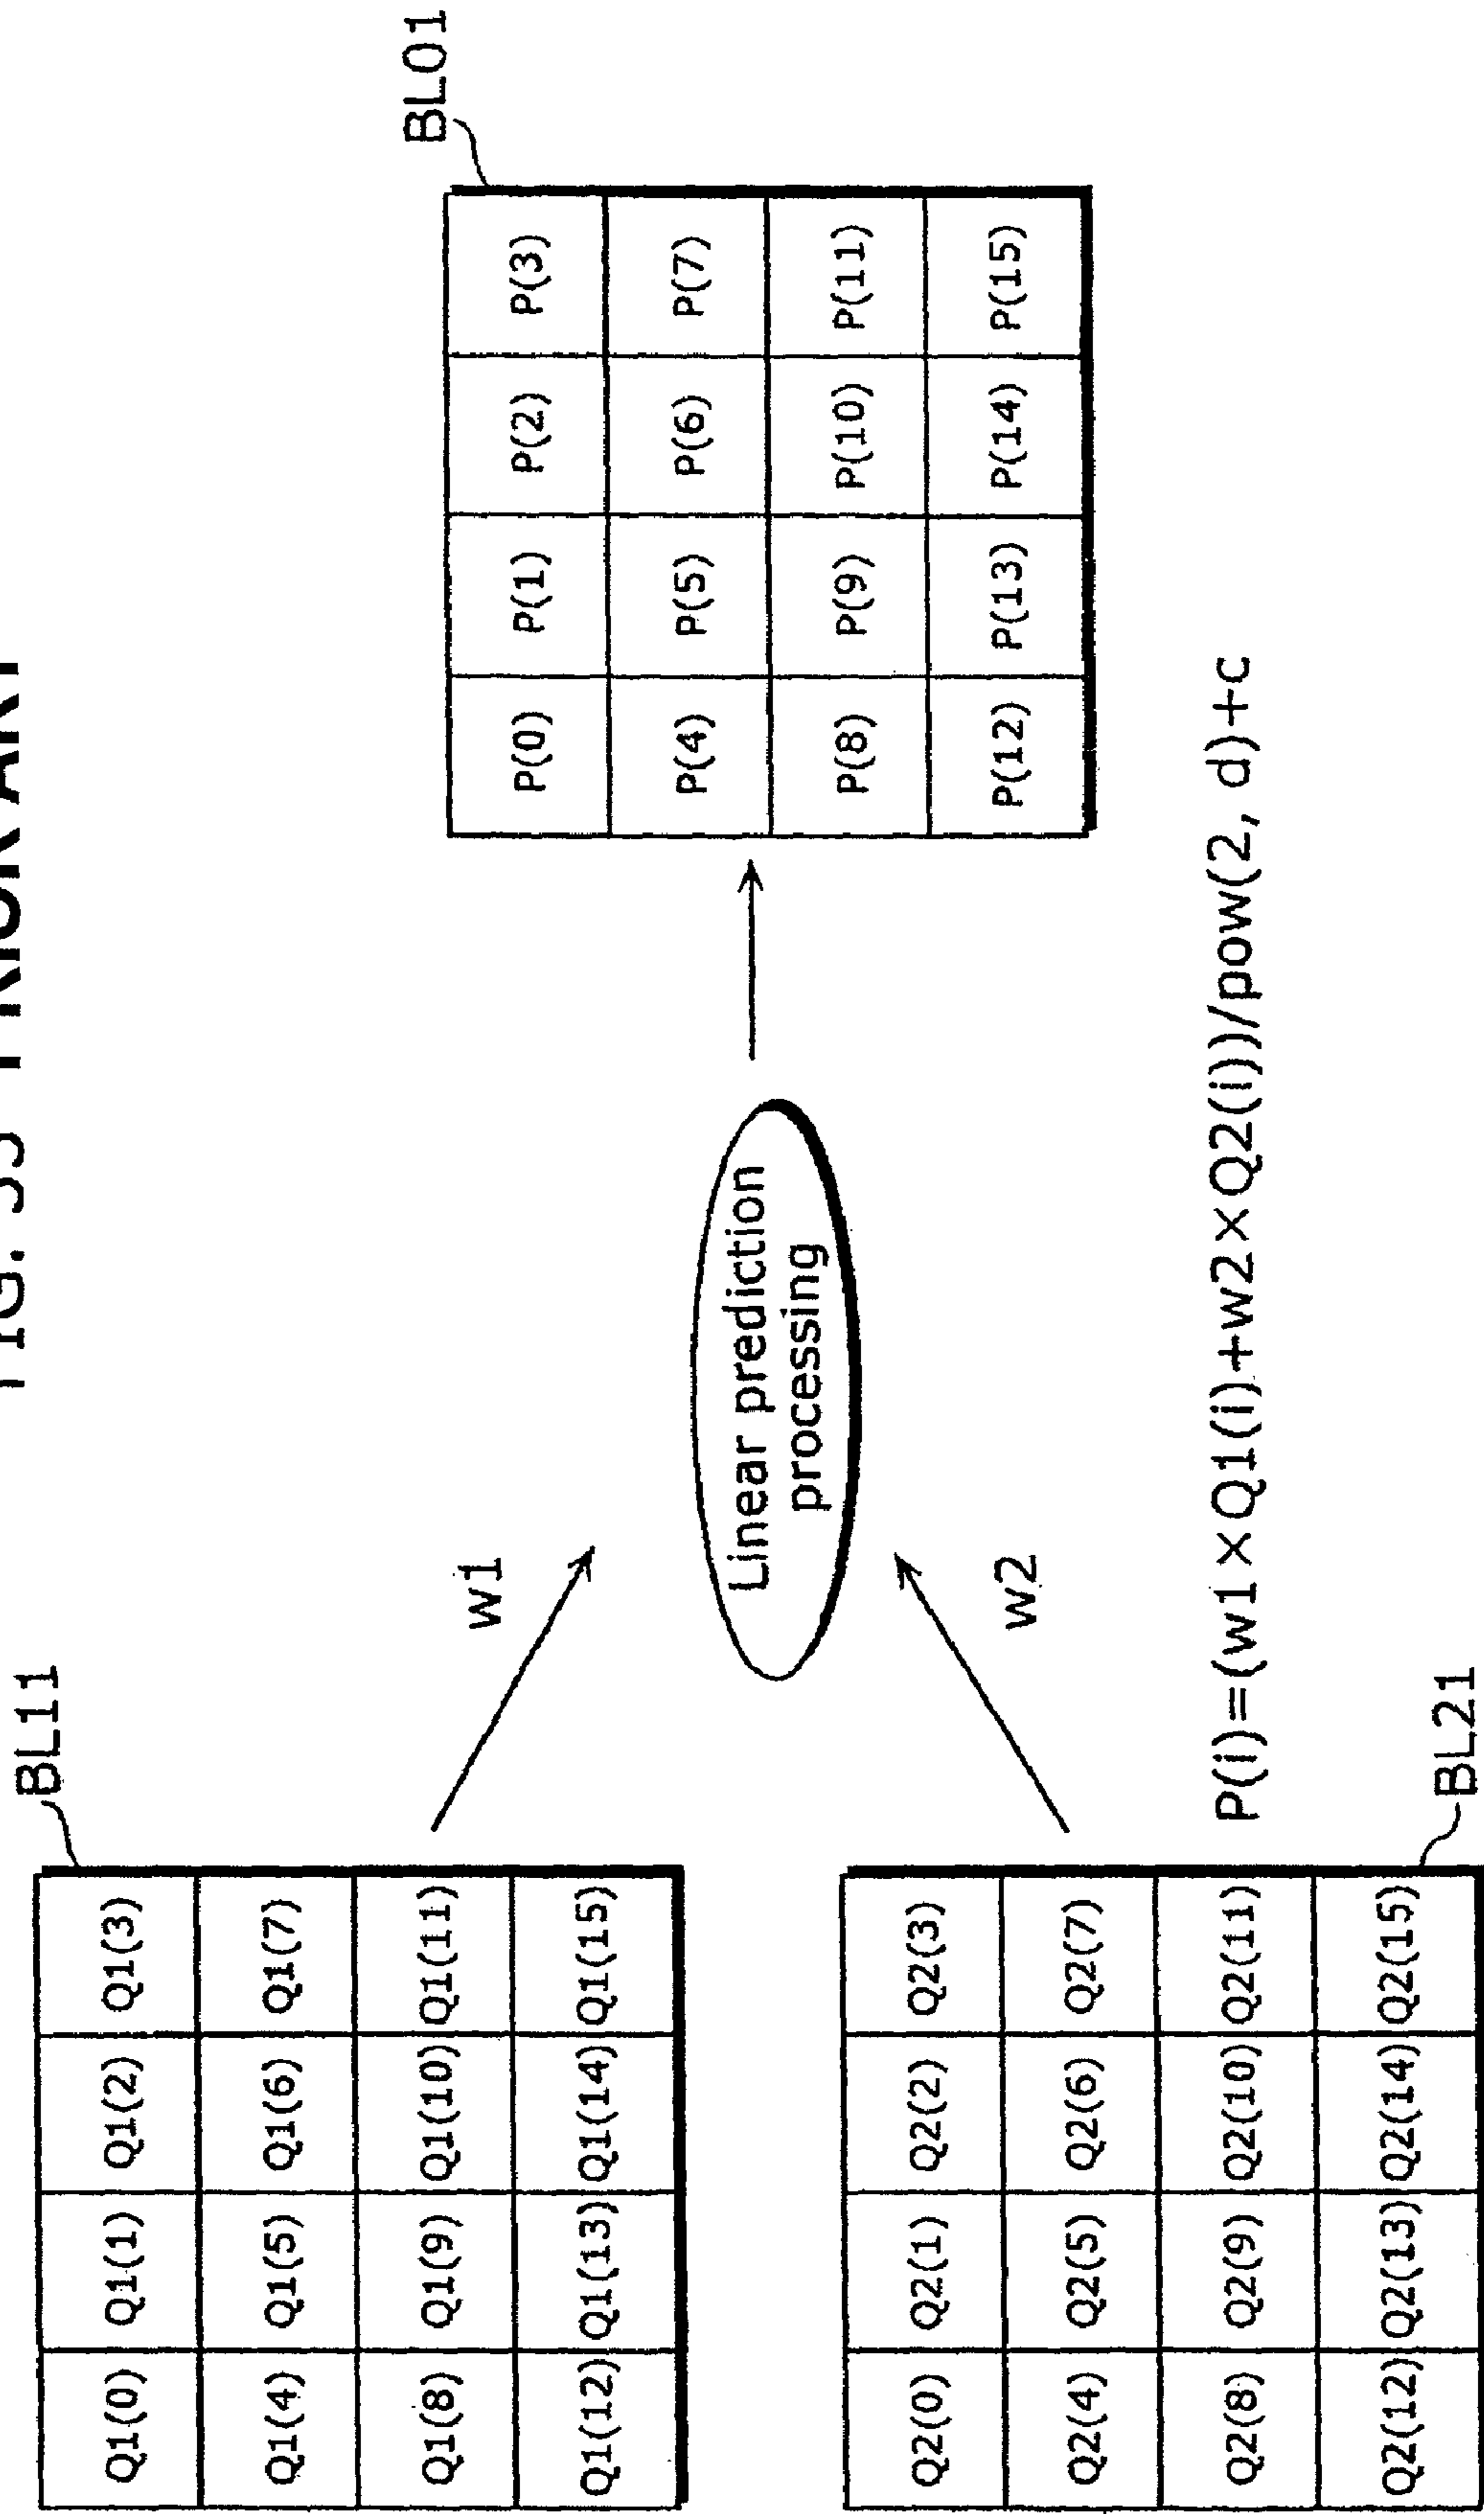 FIG. PRIOR ART
BL11
Q1(0) Q1(1) Q1(2) Q1(3)
Q1(4) Q1(5) Q1(6) Q1(7)
Q1(8) Q1(9) Q1(10) Q1(11)
Q1(12) Q1(13) Q1(14) Q1(15)
w1
Linear prediction
processing
BL01
P(0) P(1) P(2) P(3)
P(4) P(5) P(6) P(7)
P(8) P(9) P(10) P(11)
P(12) P(13) P(14) P(15)
w2
Q2(0) Q2(1) Q2(2) Q2(3)
Q2(4) Q2(5) Q2(6) Q2(7)
Q2(8) Q2(9) Q2(10) Q2(11)
Q2(12) Q2(13) Q2(14) Q2(15)
BL21
P(i)=(w1×Q1(i)+w2×Q2(i))/pow(2, d)+c